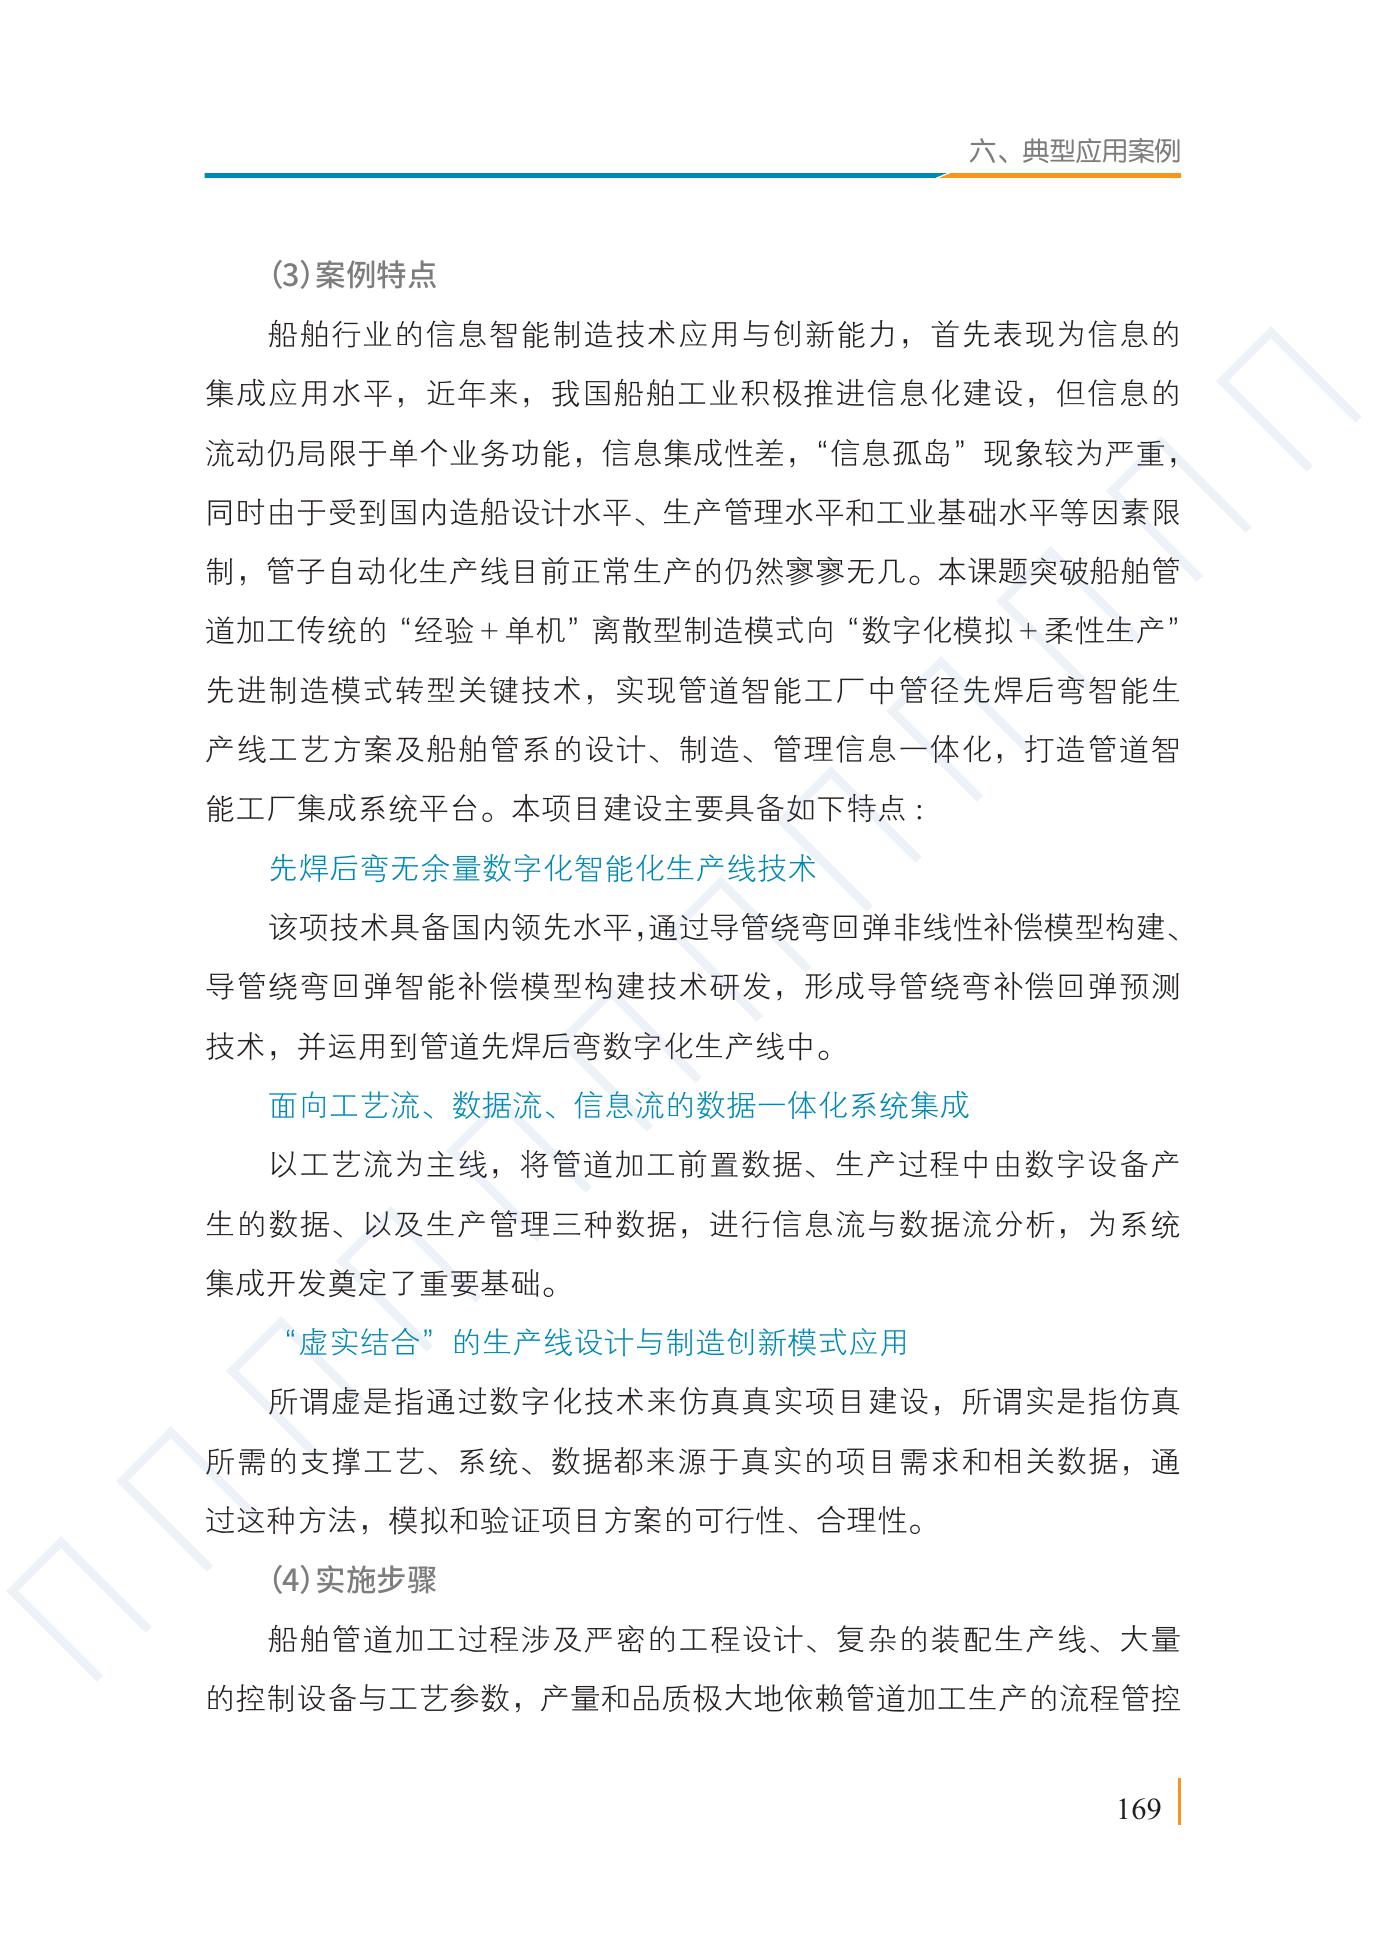 六、典型应用案例
(3)案例特点
船舶行业的信息智能制造技术应用与创新能力，首先表现为信息的
集成应用水平，近年来，我国船舶工业积极推进信息化建设，但信息的
流动仍局限于单个业务功能，信息集成性差，“信息孤岛”现象较为严重，
同时由于受到国内造船设计水平、生产管理水平和工业基础水平等因素限
制，管子自动化生产线目前正常生产的仍然寥寥无几。本课题突破船舶管
道加工传统的“经验+单机”离散型制造模式向“数字化模拟+柔性生产”
先进制造模式转型关键技术，实现管道智能工厂中管径先焊后弯智能生
产线工艺方案及船舶管系的设计、制造、管理信息一体化，打造管道智
能工厂集成系统平台。本项目建设主要具备如下特点：
先焊后弯无余量数字化智能化生产线技术
该项技术具备国内领先水平，通过导管绕弯回弹非线性补偿模型构建、
导管绕弯回弹智能补偿模型构建技术研发，形成导管绕弯补偿回弹预测
技术，并运用到管道先焊后弯数字化生产线中。
面向工艺流、数据流、信息流的数据一体化系统集成
以工艺流为主线，将管道加工前置数据、生产过程中由数字设备产
生的数据、以及生产管理三种数据，进行信息流与数据流分析，为系统
集成开发奠定了重要基础。
“虚实结合”的生产线设计与制造创新模式应用
所谓虚是指通过数字化技术来仿真真实项目建设，所谓实是指仿真
所需的支撑工艺、系统、数据都来源于真实的项目需求和相关数据，通
过这种方法，模拟和验证项目方案的可行性、合理性。
(4)实施步骤
船舶管道加工过程涉及严密的工程设计、复杂的装配生产线、大量
的控制设备与工艺参数，产量和品质极大地依赖管道加工生产的流程管控
169